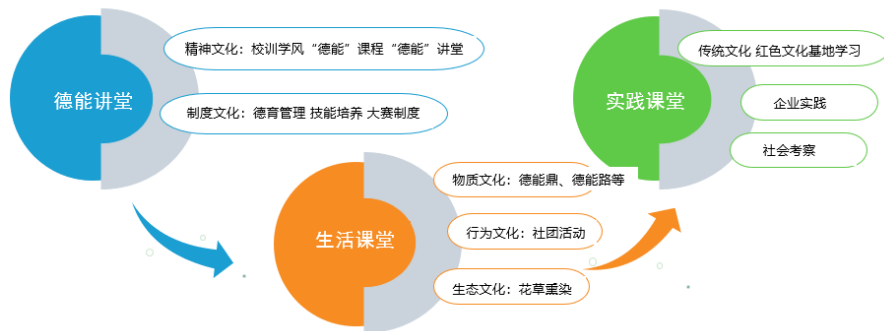 德能讲堂
精神文化：校训学风“德能”课程“德能”讲堂
制度文化：德育管理 技能培养 大赛制度
生活课堂
物质文化：德能鼎、德能路等
行为文化：社团活动
生态文化：花草熏染
实践课堂
传统文化 红色文化基地学习
企业实践
社会考察